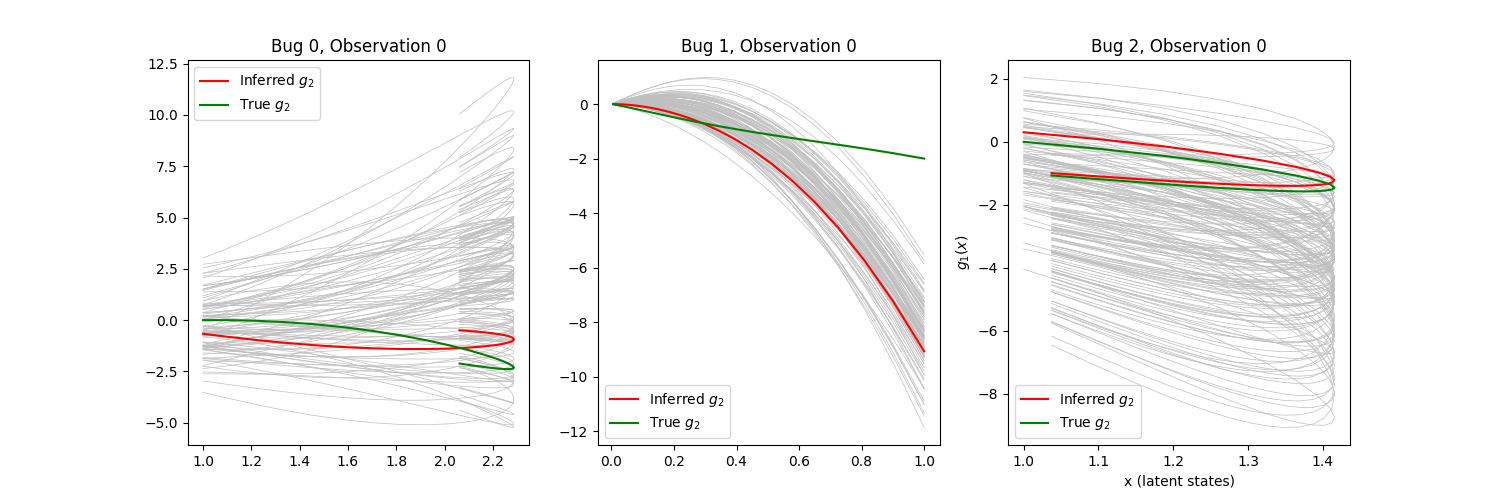 Bug 0, Observation 0
Inferred g₂
True g₂
12.5
10.0
7.5
5.0
2.5
0.0
−2.5
−5.0
1.0 1.2 1.4 1.6 1.8 2.0 2.2
Bug 1, Observation 0
0
−2
−4
−6
−8
−10
−12
Inferred g₂
True g₂
0.0 0.2 0.4 0.6 0.8 1.0
Bug 2, Observation 0
g₁(x)
2
0
−2
−4
−6
−8
Inferred g₂
True g₂
1.0 1.1 1.2 1.3 1.4
x (latent states)